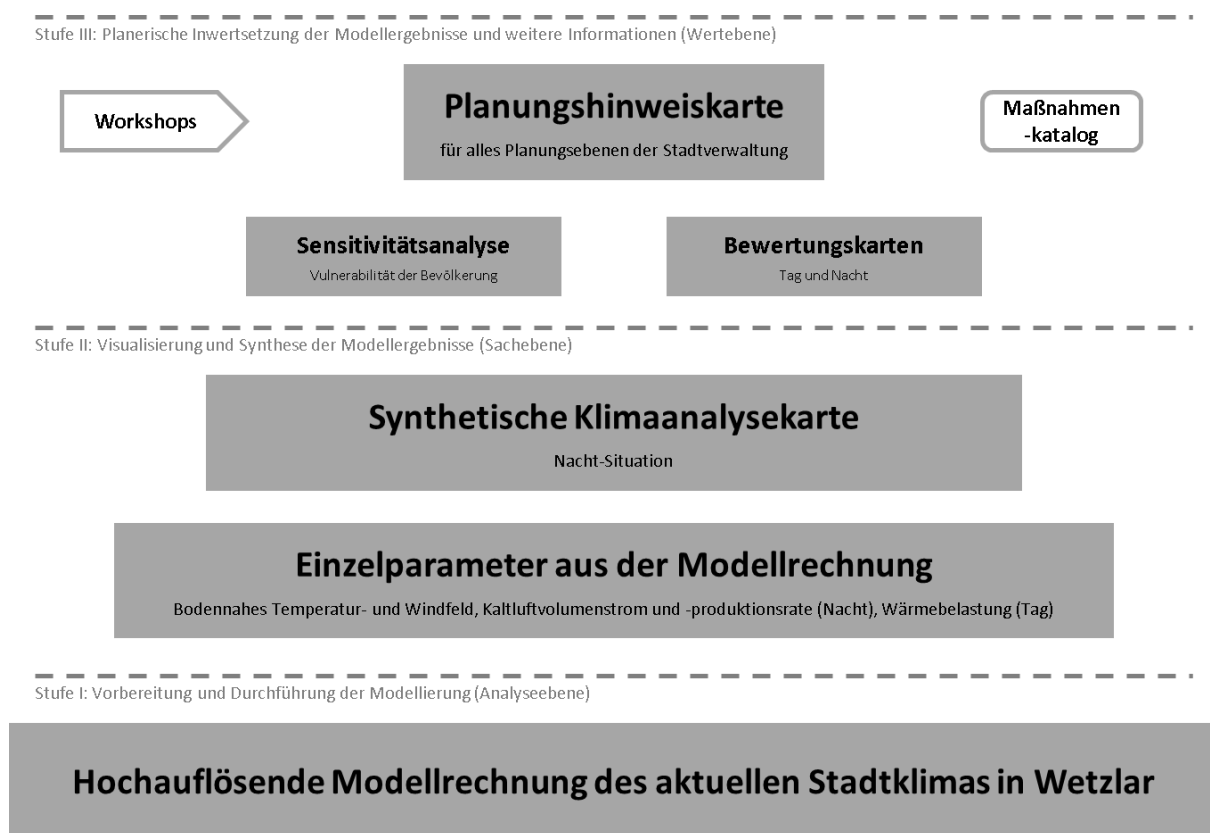 Stufe III: Planerische Inwertsetzung der Modellergebnisse und weitere Informationen (Wertebene)
Workshops
Planungshinweiskarte
für alles Planungsebenen der Stadtverwaltung
Maßnahmen
-katalog
Sensitivitätsanalyse
Vulnerabilität der Bevölkerung
Bewertungskarten
Tag und Nacht
Stufe II: Visualisierung und Synthese der Modellergebnisse (Sachebene)
Synthetische Klimaanalysekarte
Nacht-Situation
Einzelparameter aus der Modellrechnung
Bodennahes Temperatur- und Windfeld, Kaltluftvolumenstrom und -produktionsrate (Nacht), Wärmebelastung (Tag)
Stufe I: Vorbereitung und Durchführung der Modellierung (Analyseebene)
Hochauflösende Modellrechnung des aktuellen Stadtklimas in Wetzlar